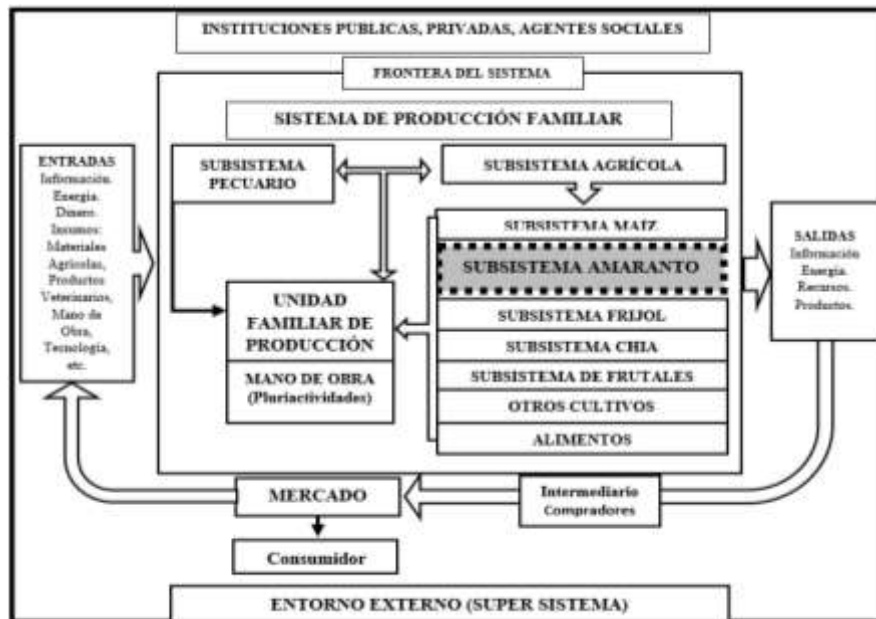 INSTITUCIONES PUBLICAS, PRIVADAS, AGENTES SOCIALES
FRONTERA DEL SISTEMA
SISTEMA DE PRODUCCIÓN FAMILIAR
ENTRADAS
Información.
Energía.
Dinero.
Insumos:
Materiales
Agrícolas,
Productos
Veterinarios,
Mano de
Obra,
Tecnología,
etc.
SUBSISTEMA
PECUARIO
SUBSISTEMA AGRÍCOLA
SUBSISTEMA MAÍZ
SUBSISTEMA AMARANTO
SUBSISTEMA FRIJOL
SUBSISTEMA CHIA
SUBSISTEMA DE FRUTALES
OTROS CULTIVOS
ALIMENTOS
UNIDAD
FAMILIAR DE
PRODUCCIÓN
MANO DE OBRA
(Pluriactividades)
SALIDAS
Información
Energía.
Recursos.
Productos.
MERCADO
Intermediario
Compradores
Consumidor
ENTORNO EXTERNO (SUPER SISTEMA)